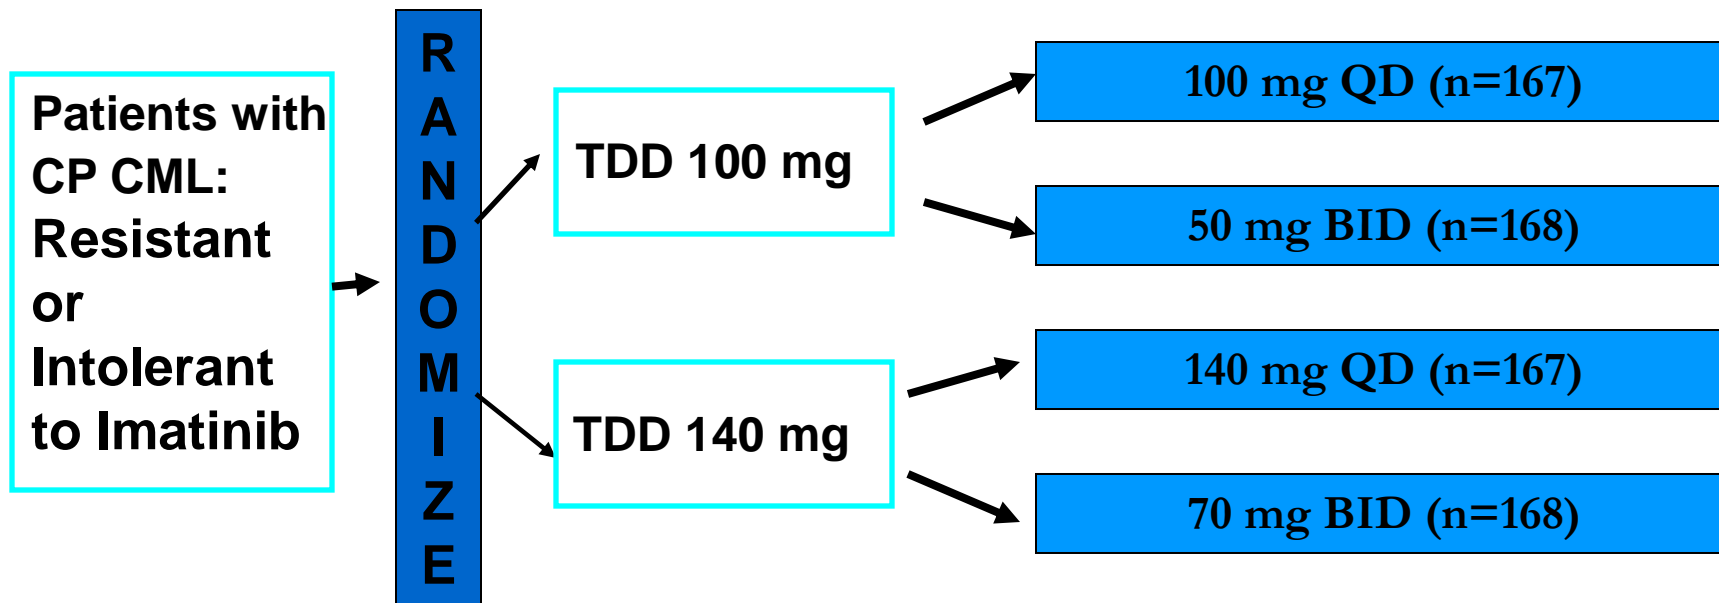 Patients with
CP CML:
Resistant
or
Intolerant
to Imatinib
R
A
N
D
O
M
I
Z
E
TDD 100 mg
TDD 140 mg
100 mg QD (n=167)
50 mg BID (n=168)
140 mg QD (n=167)
70 mg BID (n=168)